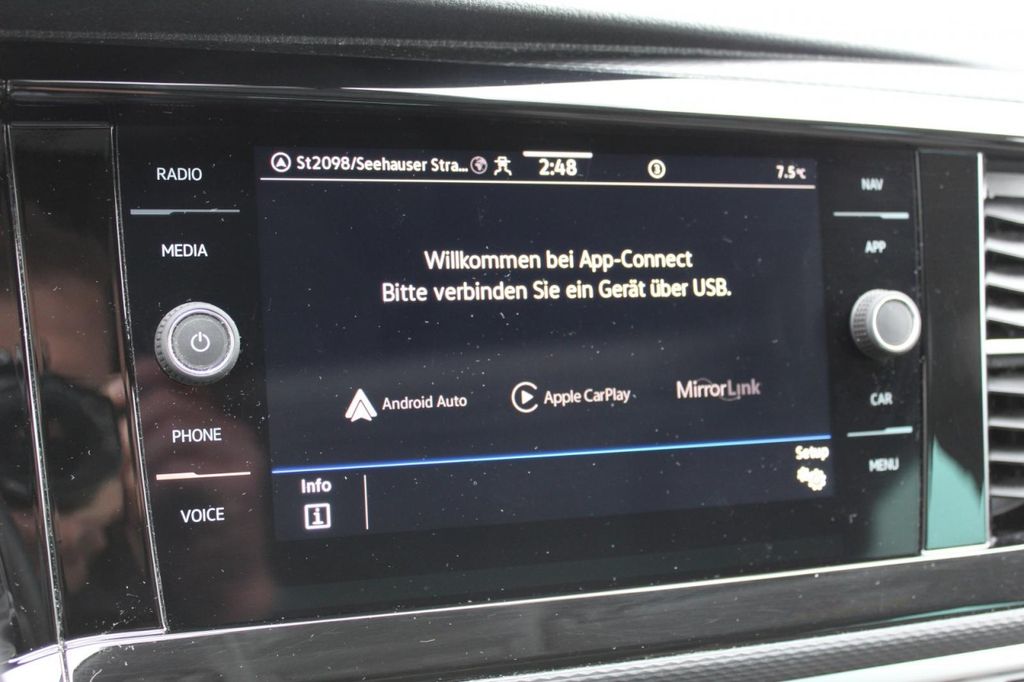 RADIO
MEDIA
PHONE
VOICE
St2098/Seehauser Stra...
2:48
3
7.5°C
Willkommen bei App-Connect
Bitte verbinden Sie ein Gerät über USB.
Android Auto
Apple CarPlay
MirrorLink
Info
i
Setup
NAV
APP
CAR
MENU